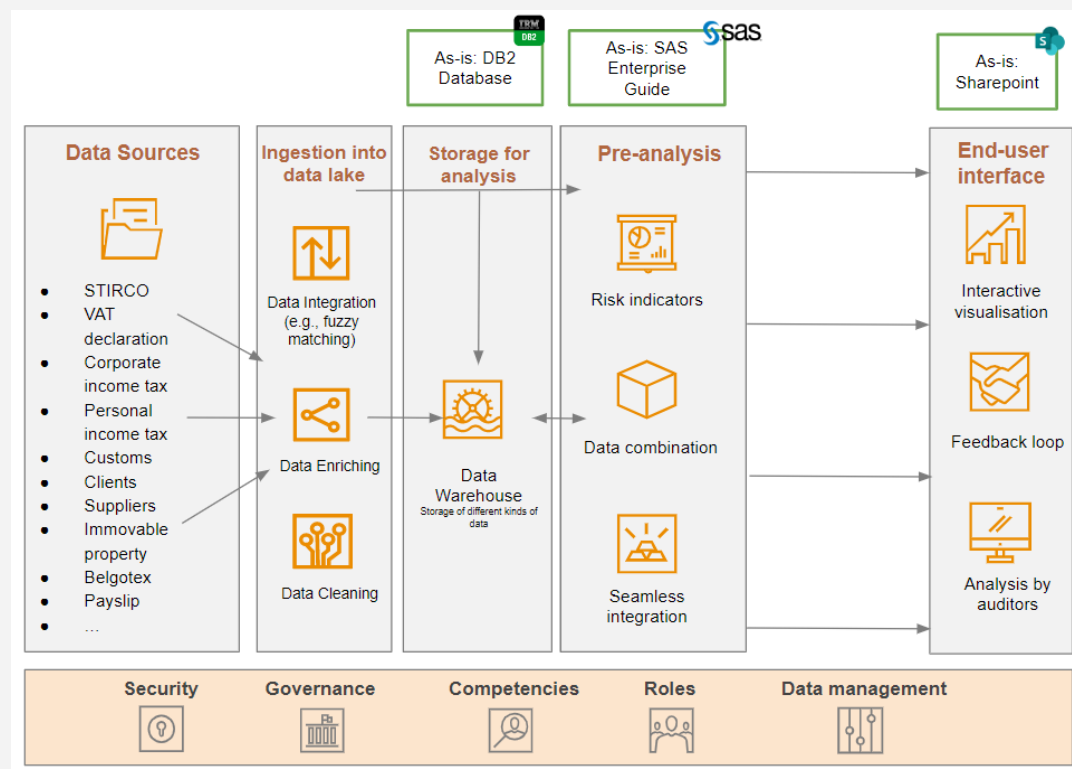 IBM
DB2
As-is: DB2
Database
sas
As-is: SAS
Enterprise
Guide
S
As-is:
Sharepoint
Data Sources
● STIRCO
● VAT
declaration
● Corporate
income tax
● Personal
income tax
● Customs
● Clients
● Suppliers
● Immovable
property
● Belgotex
● Payslip
● ...
Ingestion into
data lake
Data Integration
(e.g., fuzzy
matching)
Data Enriching
Data Cleaning
Storage for
analysis
Data
Warehouse
Storage of different kinds of
data
Pre-analysis
Risk indicators
Data combination
Seamless
integration
End-user
interface
Interactive
visualisation
Feedback loop
Analysis by
auditors
Security
Governance
Competencies
Roles
Data management